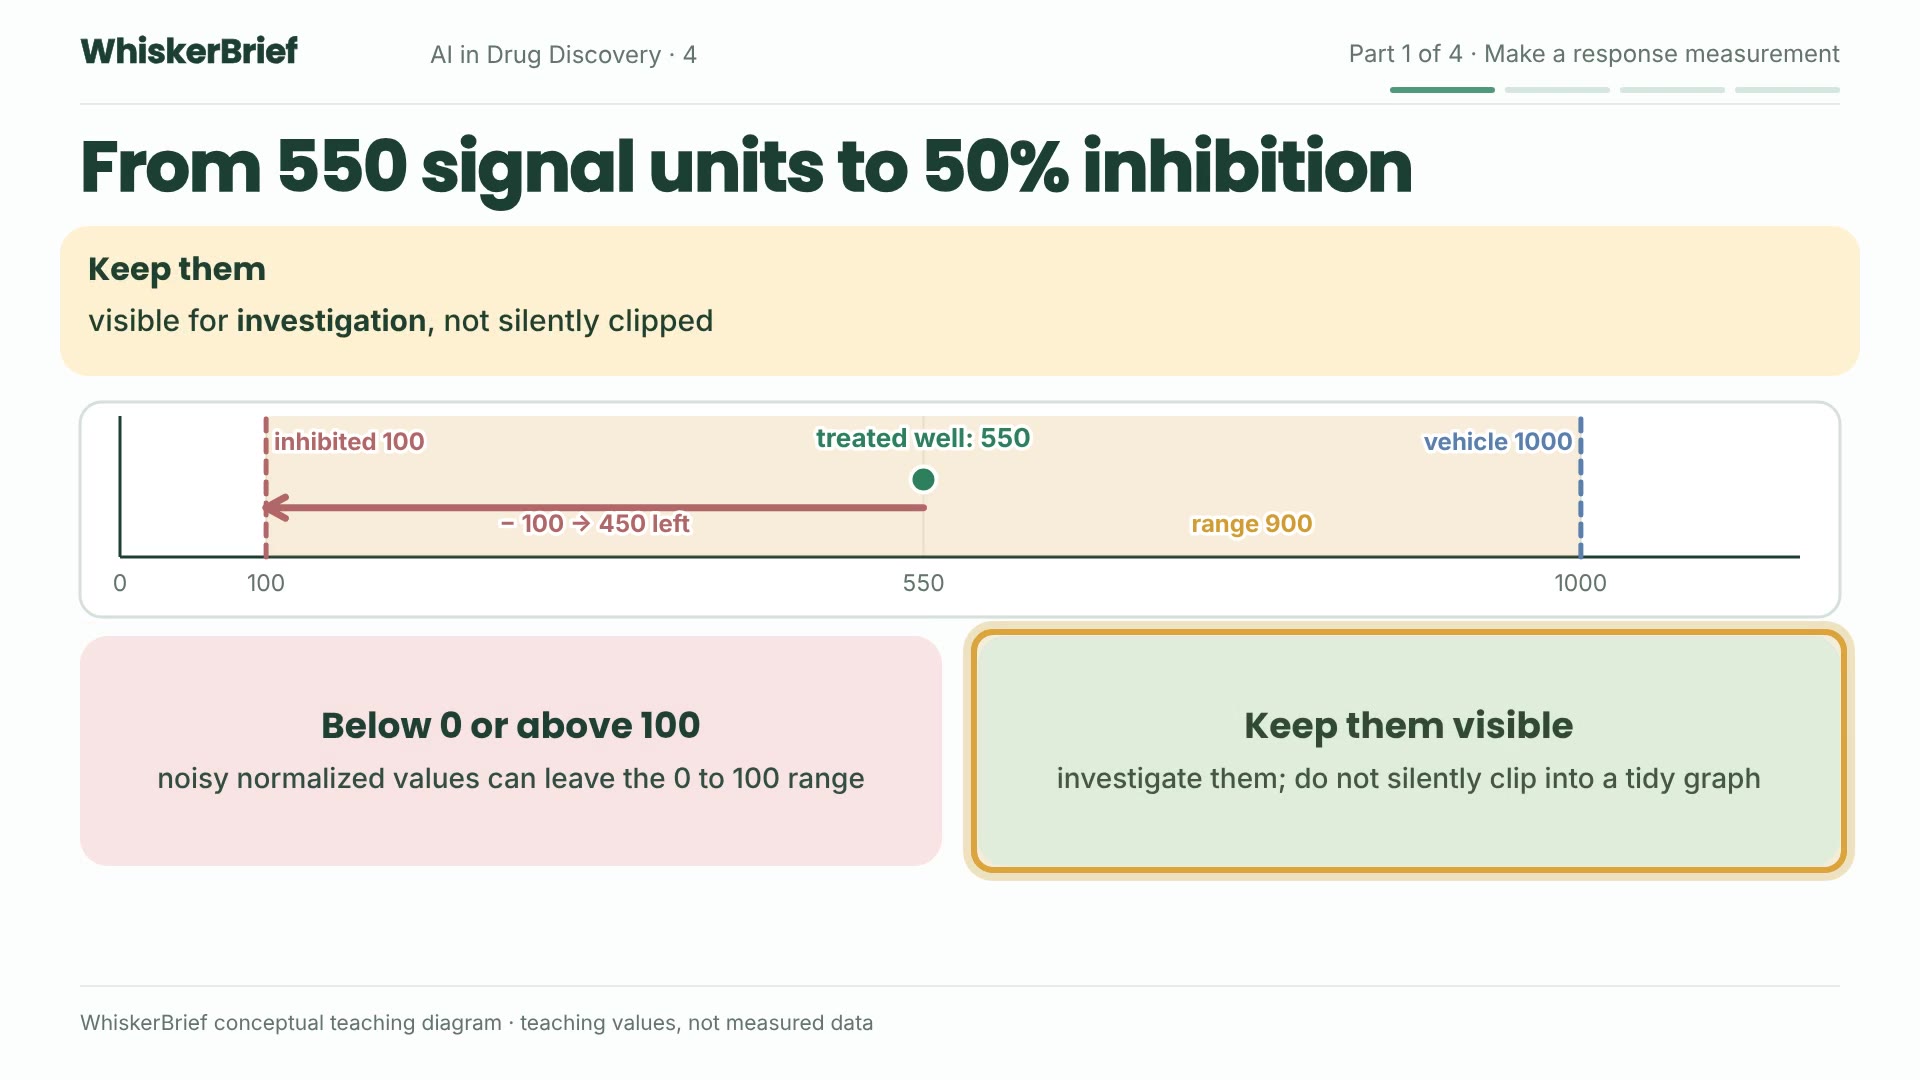 WhiskerBrief
AI in Drug Discovery · 4
Part 1 of 4 · Make a response measurement
From 550 signal units to 50% inhibition
Keep them
visible for investigation, not silently clipped
inhibited 100
treated well: 550
vehicle 1000
− 100 → 450 left
range 900
0
100
550
1000
Below 0 or above 100
noisy normalized values can leave the 0 to 100 range
Keep them visible
investigate them; do not silently clip into a tidy graph
WhiskerBrief conceptual teaching diagram · teaching values, not measured data